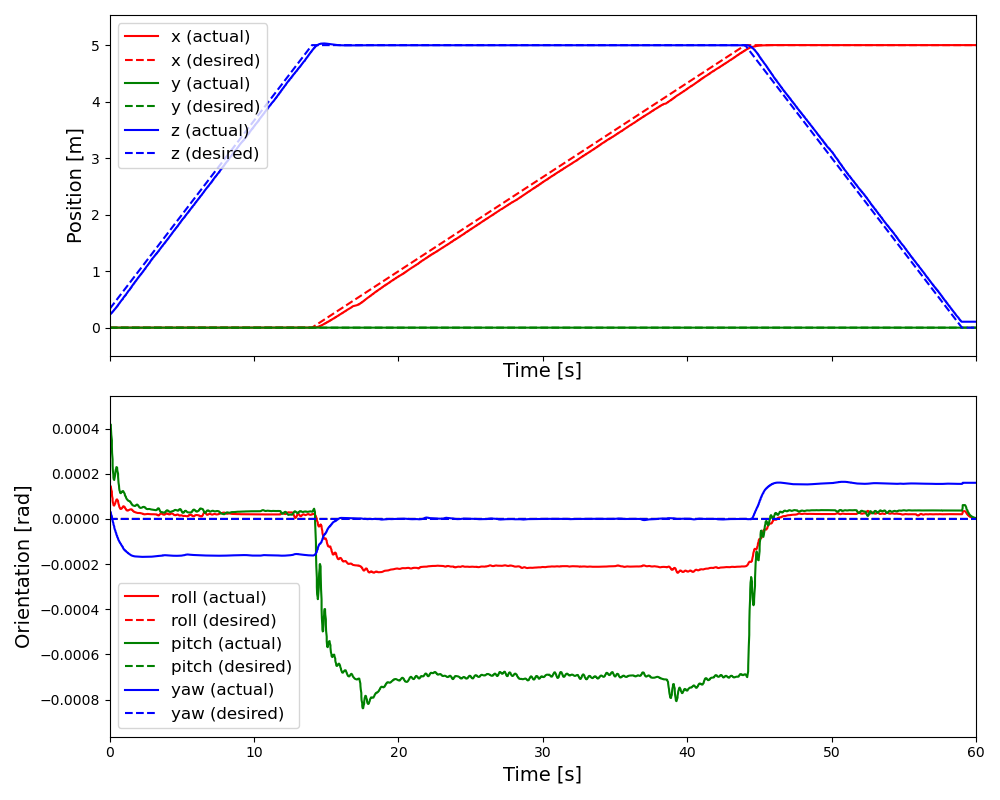 5
4
3
2
1
0
Position [m]
x (actual)
x (desired)
y (actual)
y (desired)
z (actual)
z (desired)
Time [s]
0.0004
0.0002
0.0000
−0.0002
−0.0004
−0.0006
−0.0008
Orientation [rad]
roll (actual)
roll (desired)
pitch (actual)
pitch (desired)
yaw (actual)
yaw (desired)
0 10 20 30 40 50 60
Time [s]